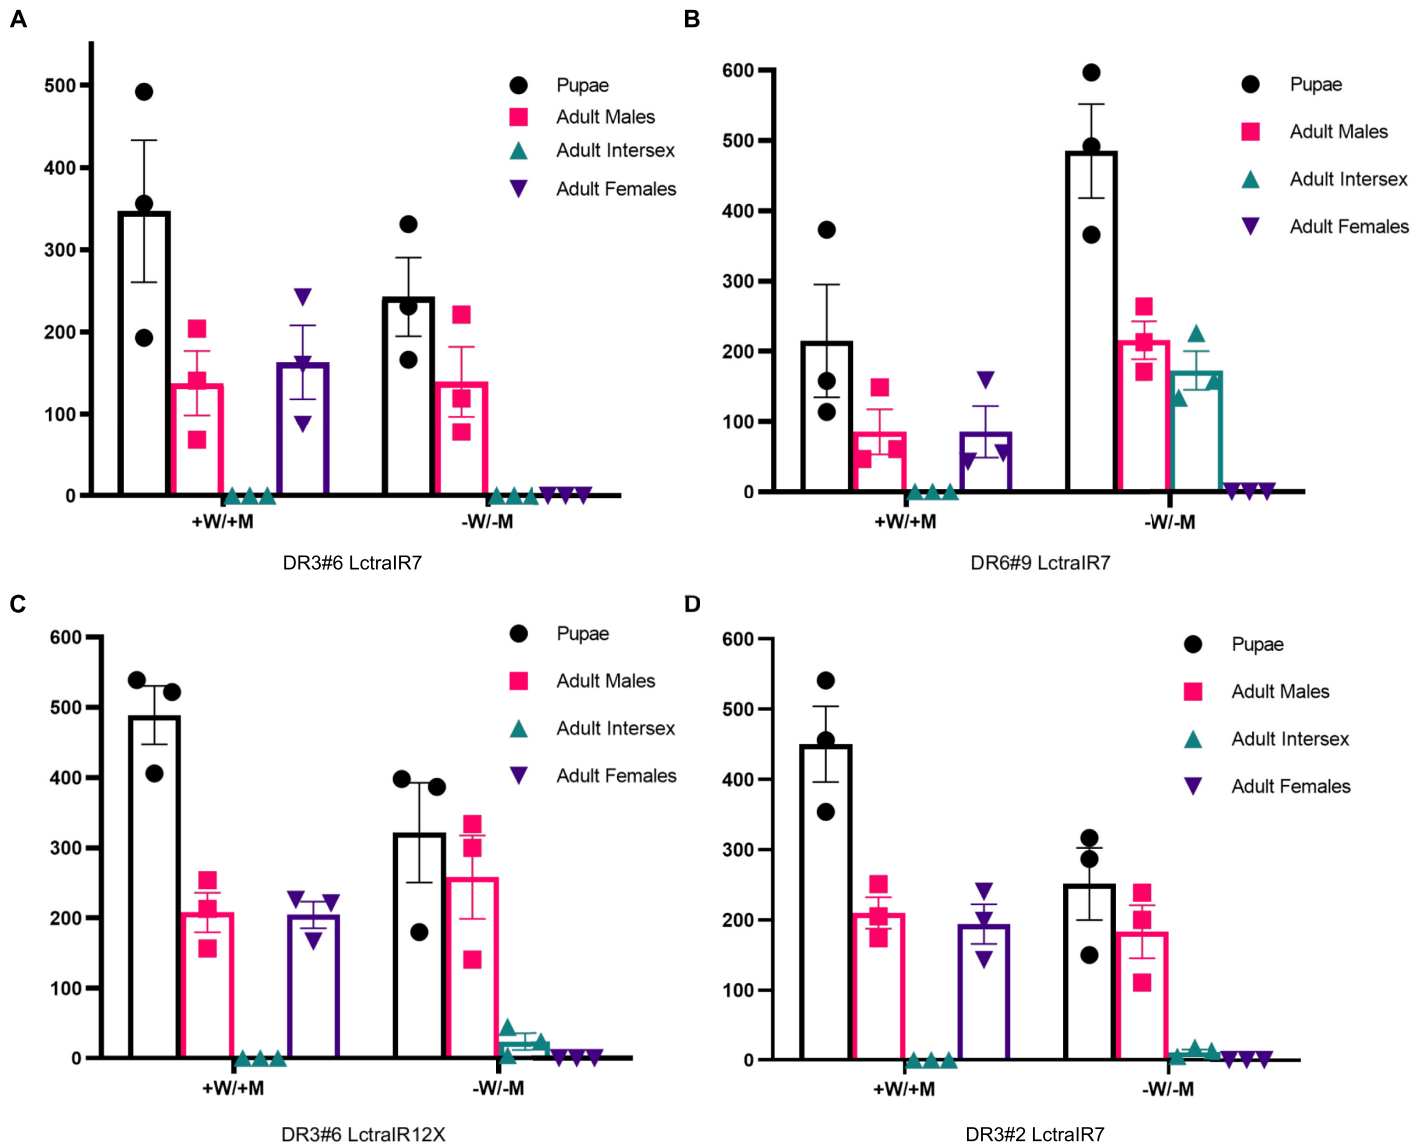 A
500
400
300
200
100
0
Pupae
Adult Males
Adult Intersex
Adult Females
+W/+M
-W/-M
DR3#6 LctraIR7
B
600
500
400
300
200
100
0
Pupae
Adult Males
Adult Intersex
Adult Females
+W/+M
-W/-M
DR6#9 LctraIR7
C
600
500
400
300
200
100
0
Pupae
Adult Males
Adult Intersex
Adult Females
+W/+M
-W/-M
DR3#6 LctraIR12X
D
600
500
400
300
200
100
0
Pupae
Adult Males
Adult Intersex
Adult Females
+W/+M
-W/-M
DR3#2 LctraIR7